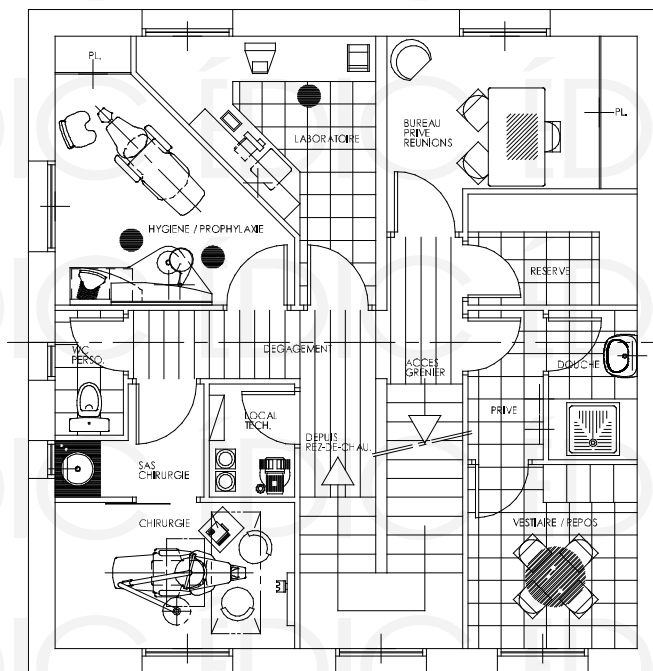 PL.
BUREAU
PRIVE
REUNIONS
PL.
LABORATOIRE
HYGIENE / PROPHYLAXIE
RESERVE
WC
PERSO.
DEGAGEMENT
ACCES
GRENIER
DOUCHE
PRIVE
LOCAL
TECH.
DEPUIS
REZ-DE-CHAU.
SAS
CHIRURGIE
CHIRURGIE
VESTIAIRE / REPOS